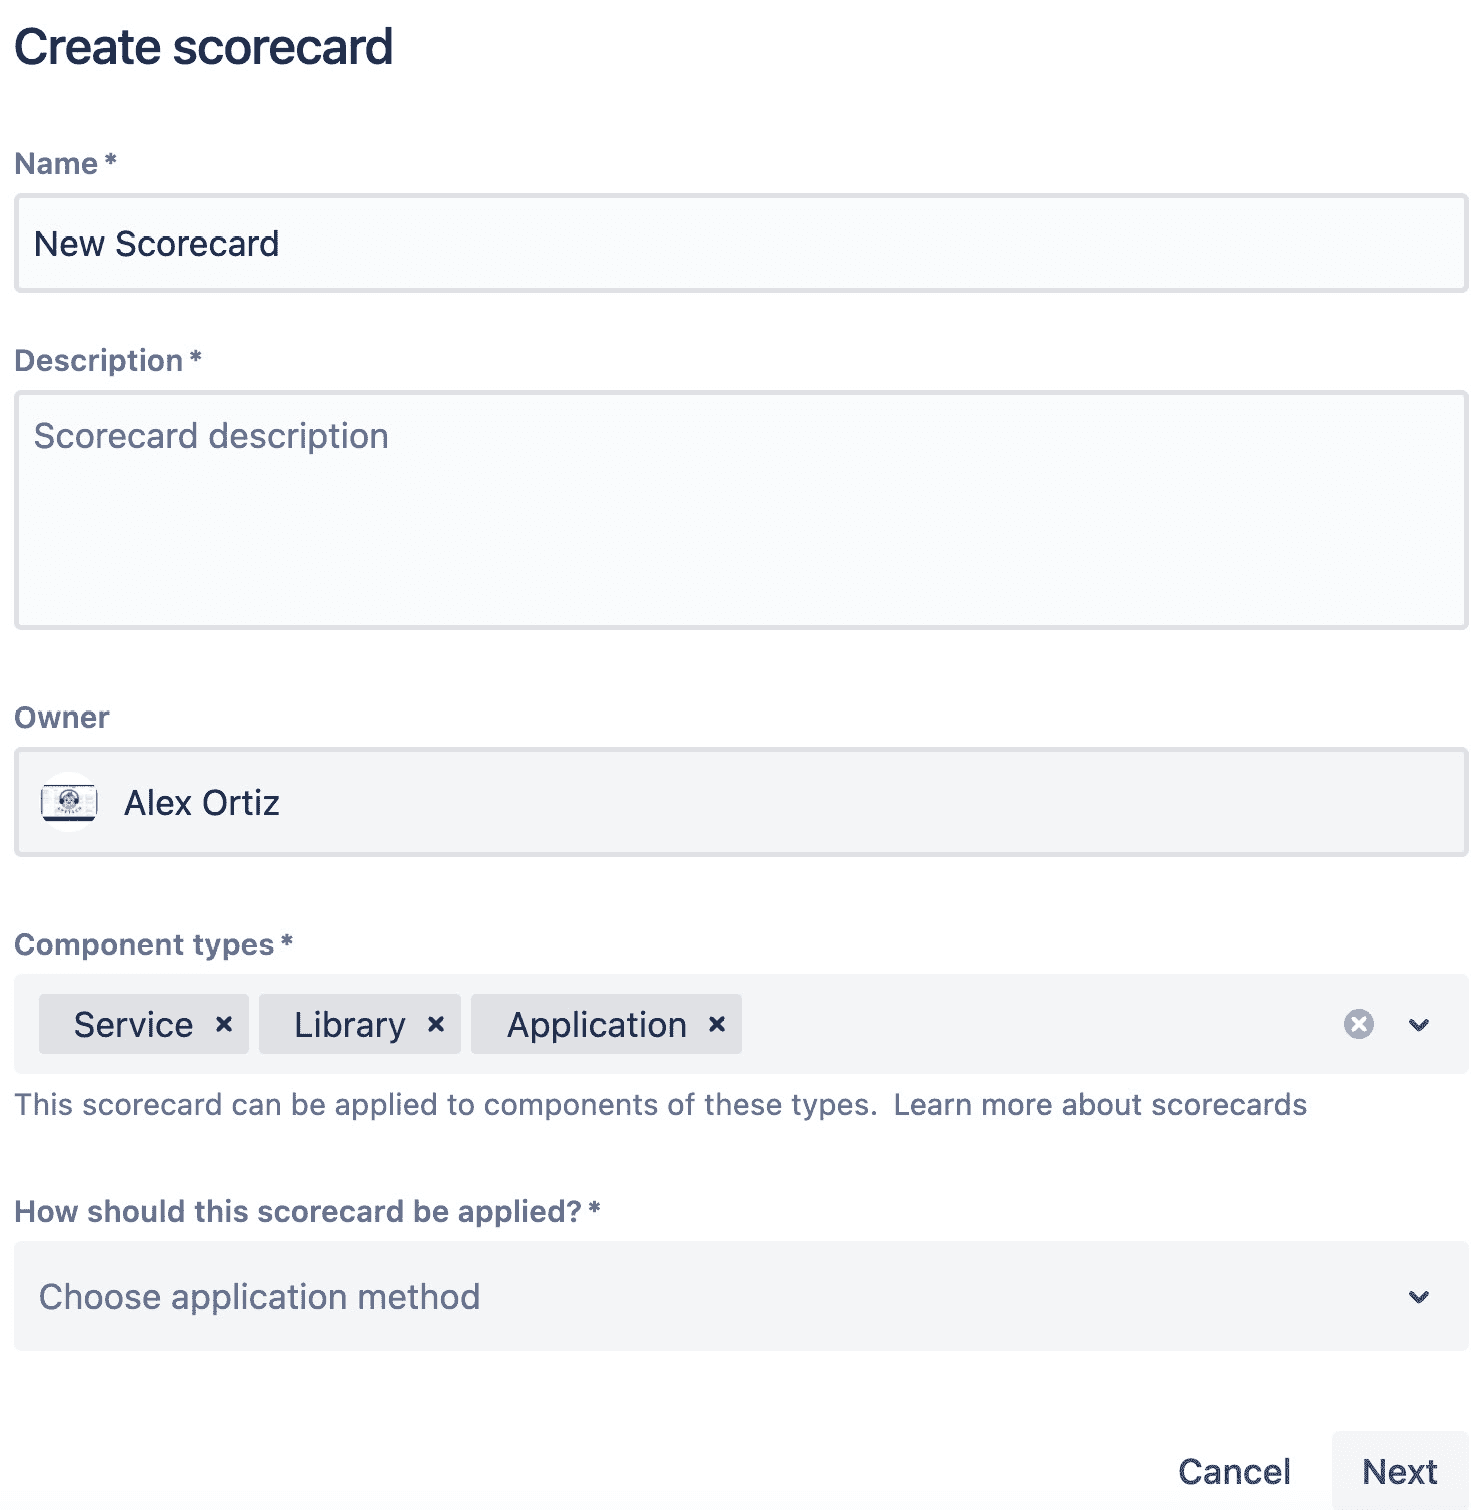 Create scorecard
Name *
New Scorecard
Description *
Scorecard description
Owner
Alex Ortiz
Component types *
Service × Library × Application ×
This scorecard can be applied to components of these types. Learn more about scorecards
How should this scorecard be applied? *
Choose application method
Cancel Next